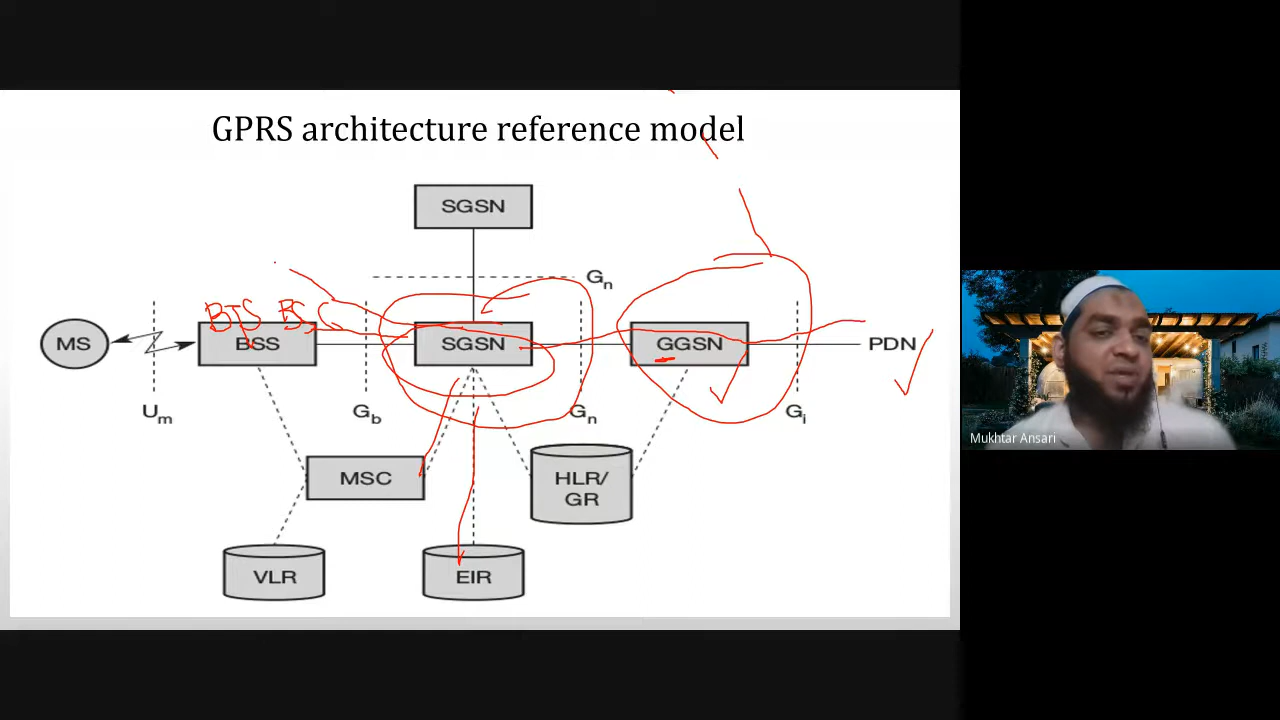 GPRS architecture reference model
SGSN
Gn
BTS BSC
MS
BSS
SGSN
GGSN
PDN
Um
Gb
Gn
Gi
MSC
HLR/
GR
VLR
EIR
Mukhtar Ansari